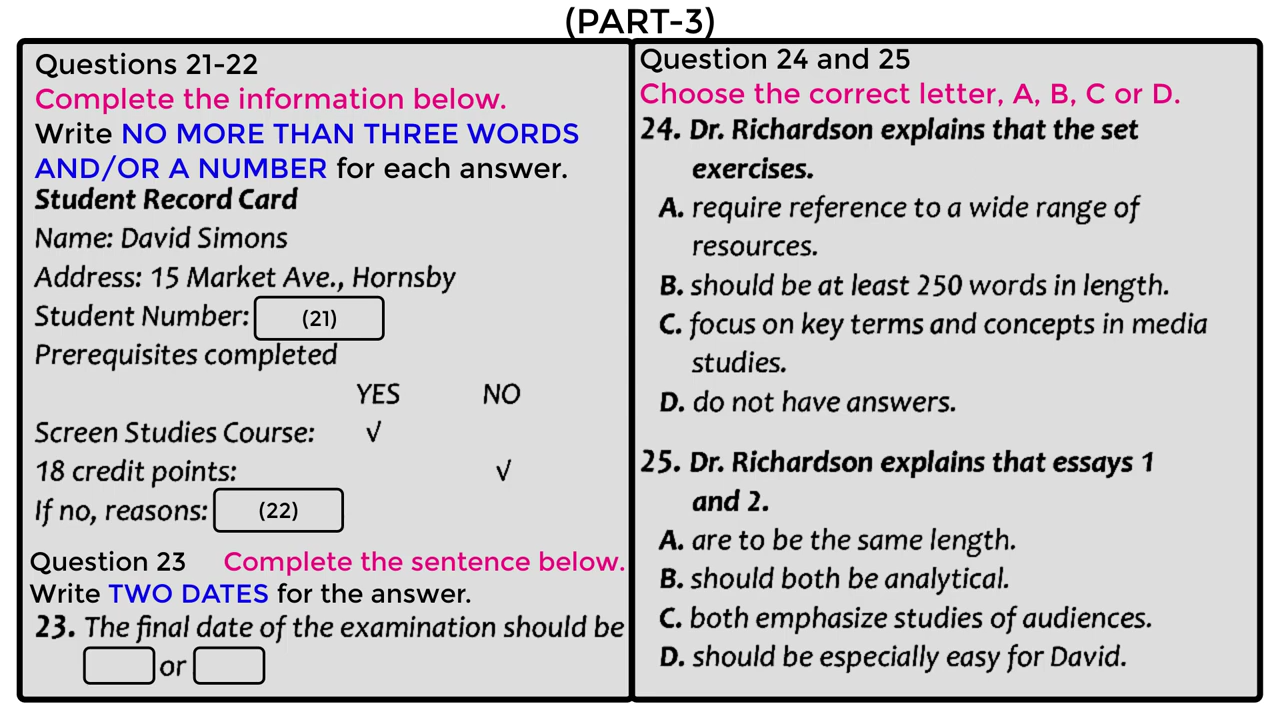 (PART-3)
Questions 21-22
Complete the information below.
Write NO MORE THAN THREE WORDS
AND/OR A NUMBER for each answer.
Student Record Card
Name: David Simons
Address: 15 Market Ave., Hornsby
Student Number: (21)
Prerequisites completed
YES NO
Screen Studies Course: √
18 credit points: √
If no, reasons: (22)
Question 23 Complete the sentence below.
Write TWO DATES for the answer.
23. The final date of the examination should be
or
Question 24 and 25
Choose the correct letter, A, B, C or D.
24. Dr. Richardson explains that the set
exercises.
A. require reference to a wide range of
resources.
B. should be at least 250 words in length.
C. focus on key terms and concepts in media
studies.
D. do not have answers.
25. Dr. Richardson explains that essays 1
and 2.
A. are to be the same length.
B. should both be analytical.
C. both emphasize studies of audiences.
D. should be especially easy for David.